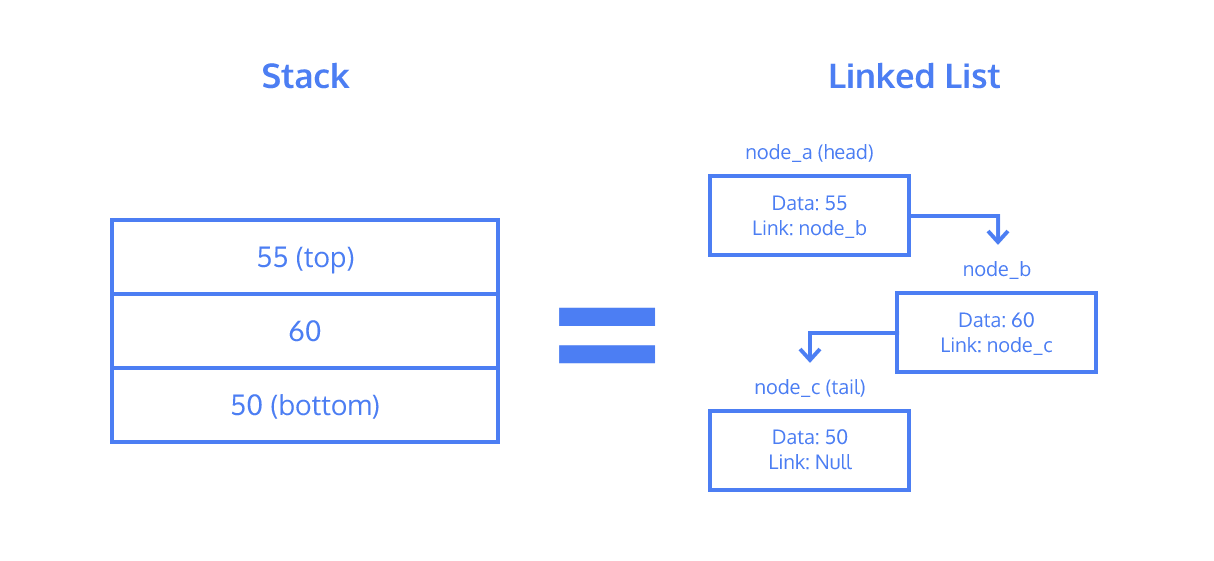 Stack
55 (top)
60
50 (bottom)
Linked List
node_a (head)
Data: 55
Link: node_b
node_b
Data: 60
Link: node_c
node_c (tail)
Data: 50
Link: Null